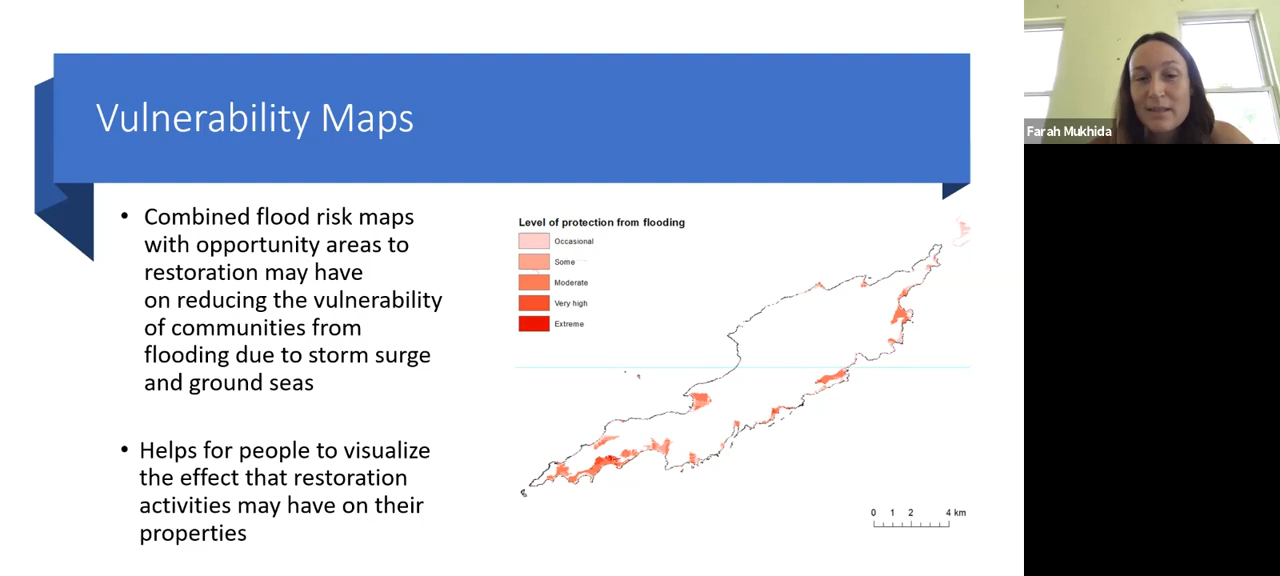 Vulnerability Maps
• Combined flood risk maps
with opportunity areas to
restoration may have
on reducing the vulnerability
of communities from
flooding due to storm surge
and ground seas
• Helps for people to visualize
the effect that restoration
activities may have on their
properties
Level of protection from flooding
Occasional
Some
Moderate
Very high
Extreme
0 1 2 4 km
Farah Mukhida